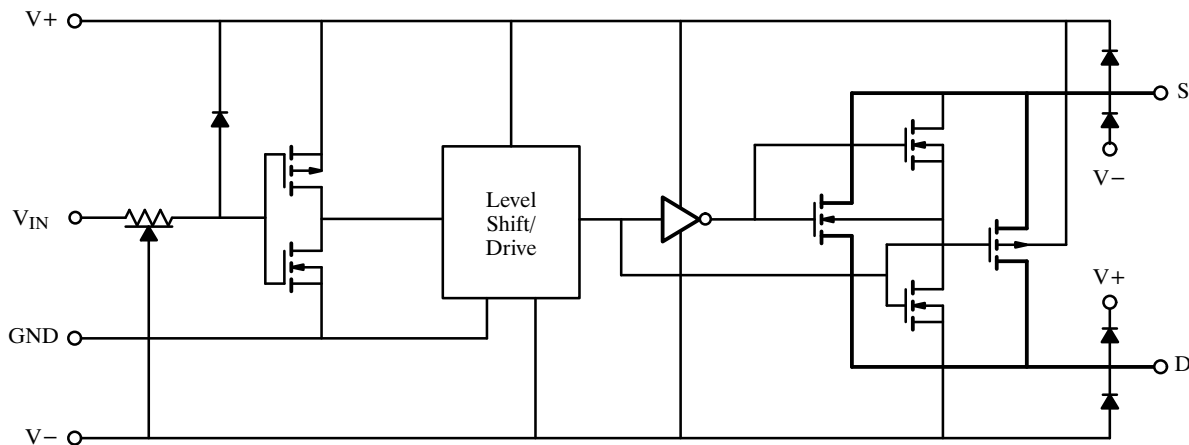 V+
S
V−
Level
Shift/
Drive
VIN
V+
GND
D
V−